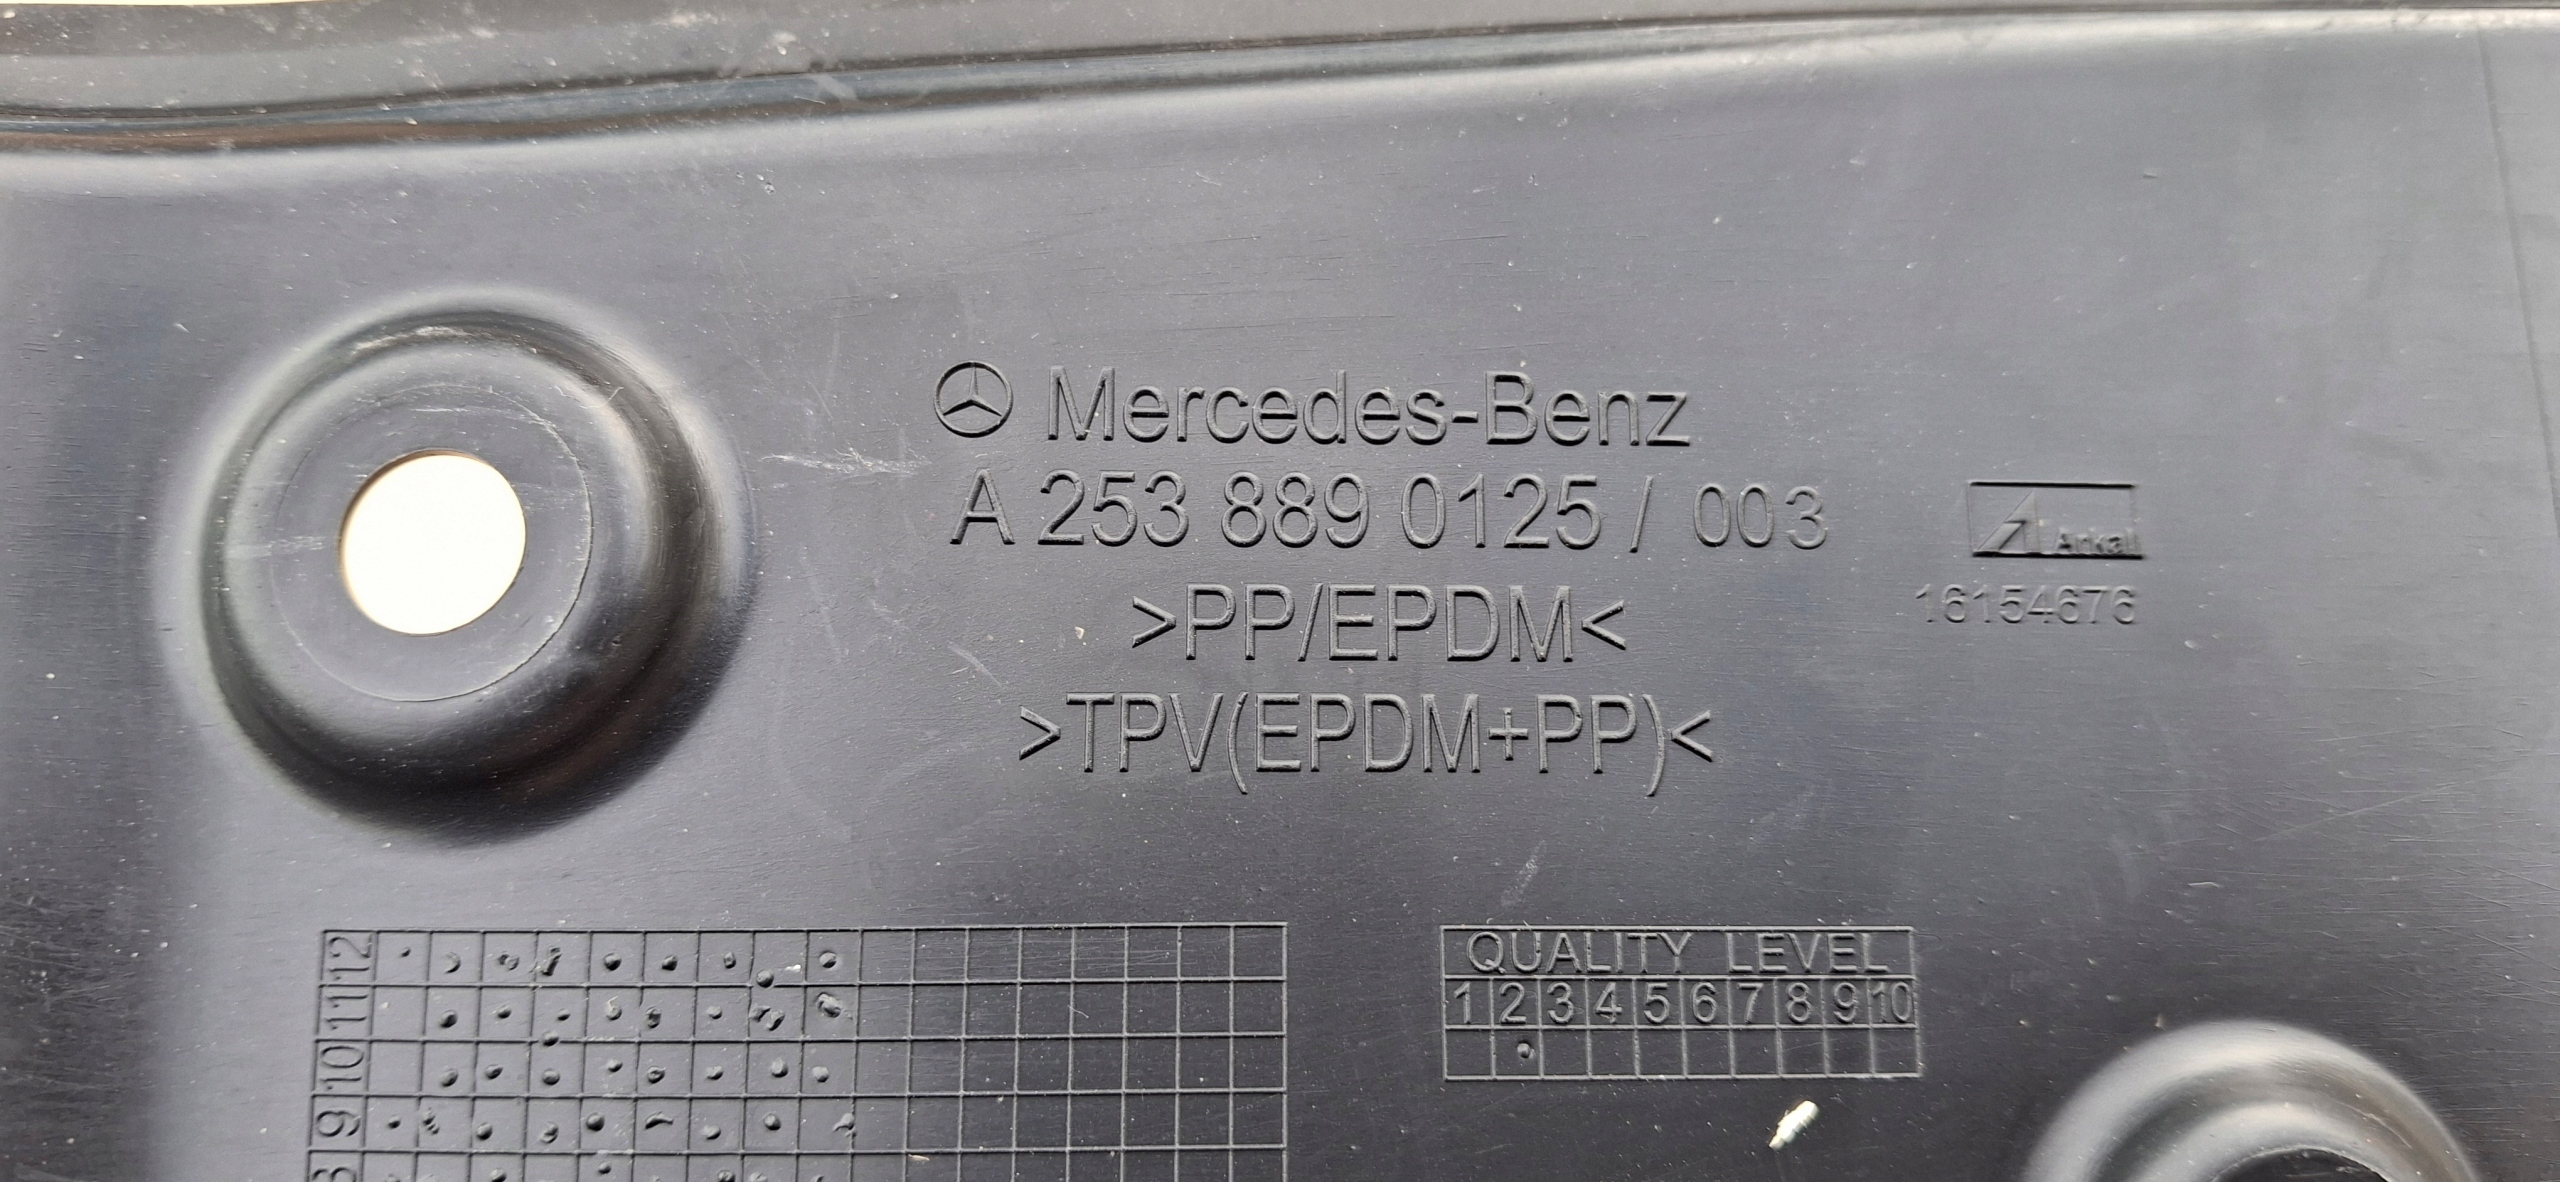 Mercedes-Benz
A 253 889 0125 / 003
>PP/EPDM<
>TPV(EPDM+PP)<
Arkal
16154676
12
11
10
9
8
QUALITY LEVEL
1 2 3 4 5 6 7 8 9 10